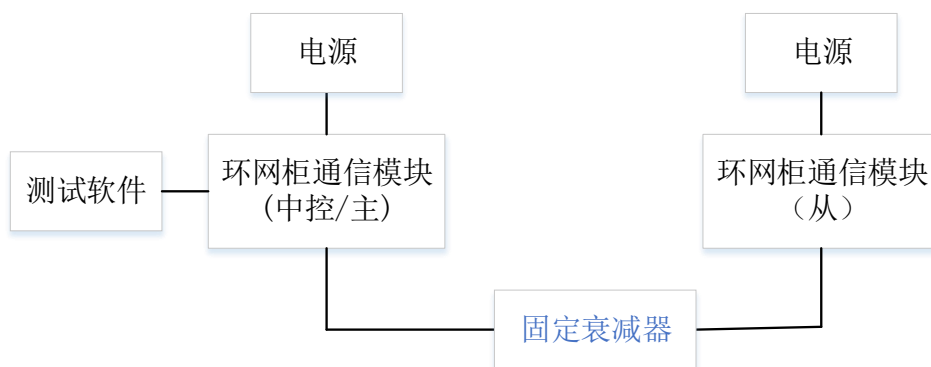 电源
电源
测试软件
环网柜通信模块
(中控/主)
环网柜通信模块
（从）
固定衰减器